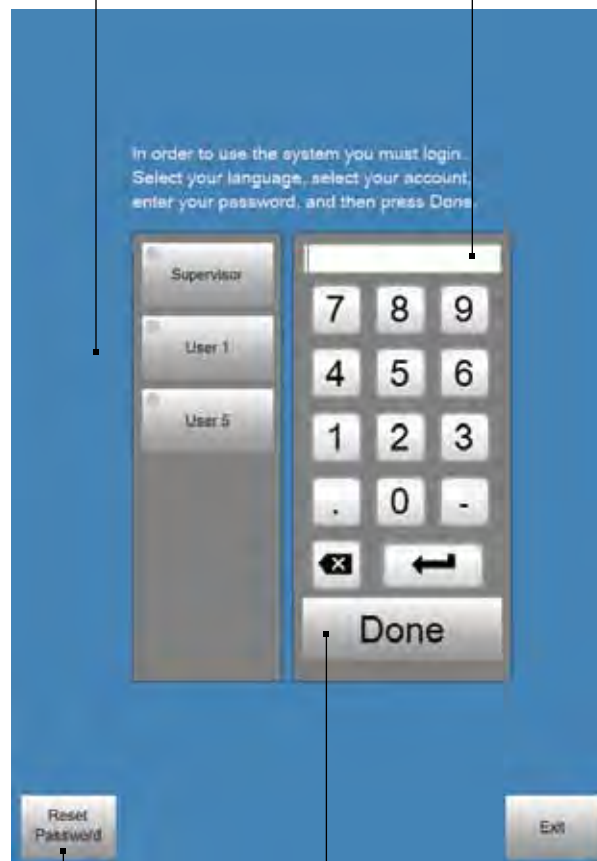 In order to use the system you must login.
Select your language, select your account,
enter your password, and then press Done.
Supervisor
User 1
User 5
7 8 9
4 5 6
1 2 3
. 0 -
Done
Reset
Password
Exit